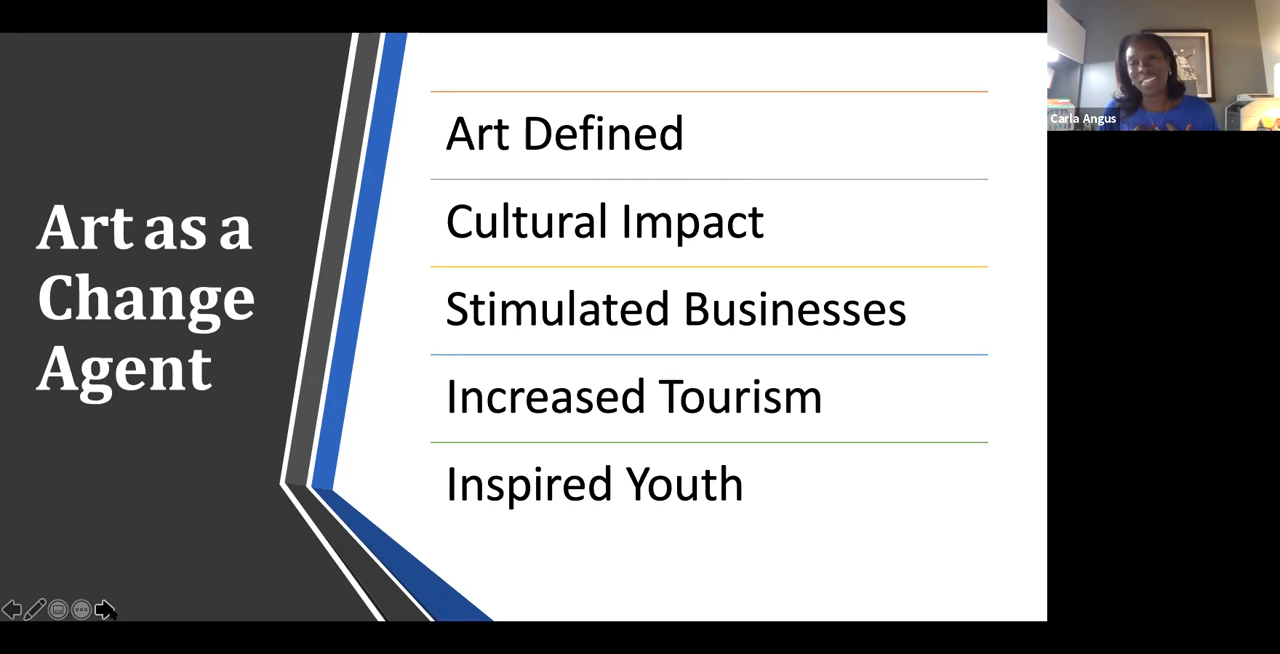 Art as a
Change
Agent
Art Defined
Cultural Impact
Stimulated Businesses
Increased Tourism
Inspired Youth
Carla Angus